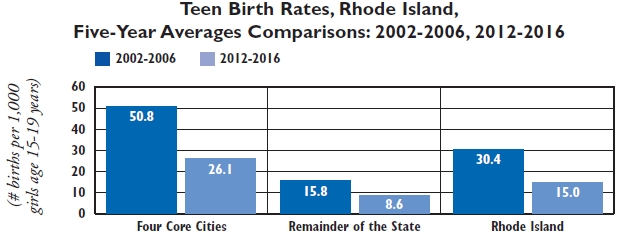 Teen Birth Rates, Rhode Island,
Five-Year Averages Comparisons: 2002-2006, 2012-2016
2002-2006 2012-2016
(# births per 1,000
girls age 15-19 years)
60
50
40
30
20
10
0
50.8
26.1
15.8
8.6
30.4
15.0
Four Core Cities
Remainder of the State
Rhode Island